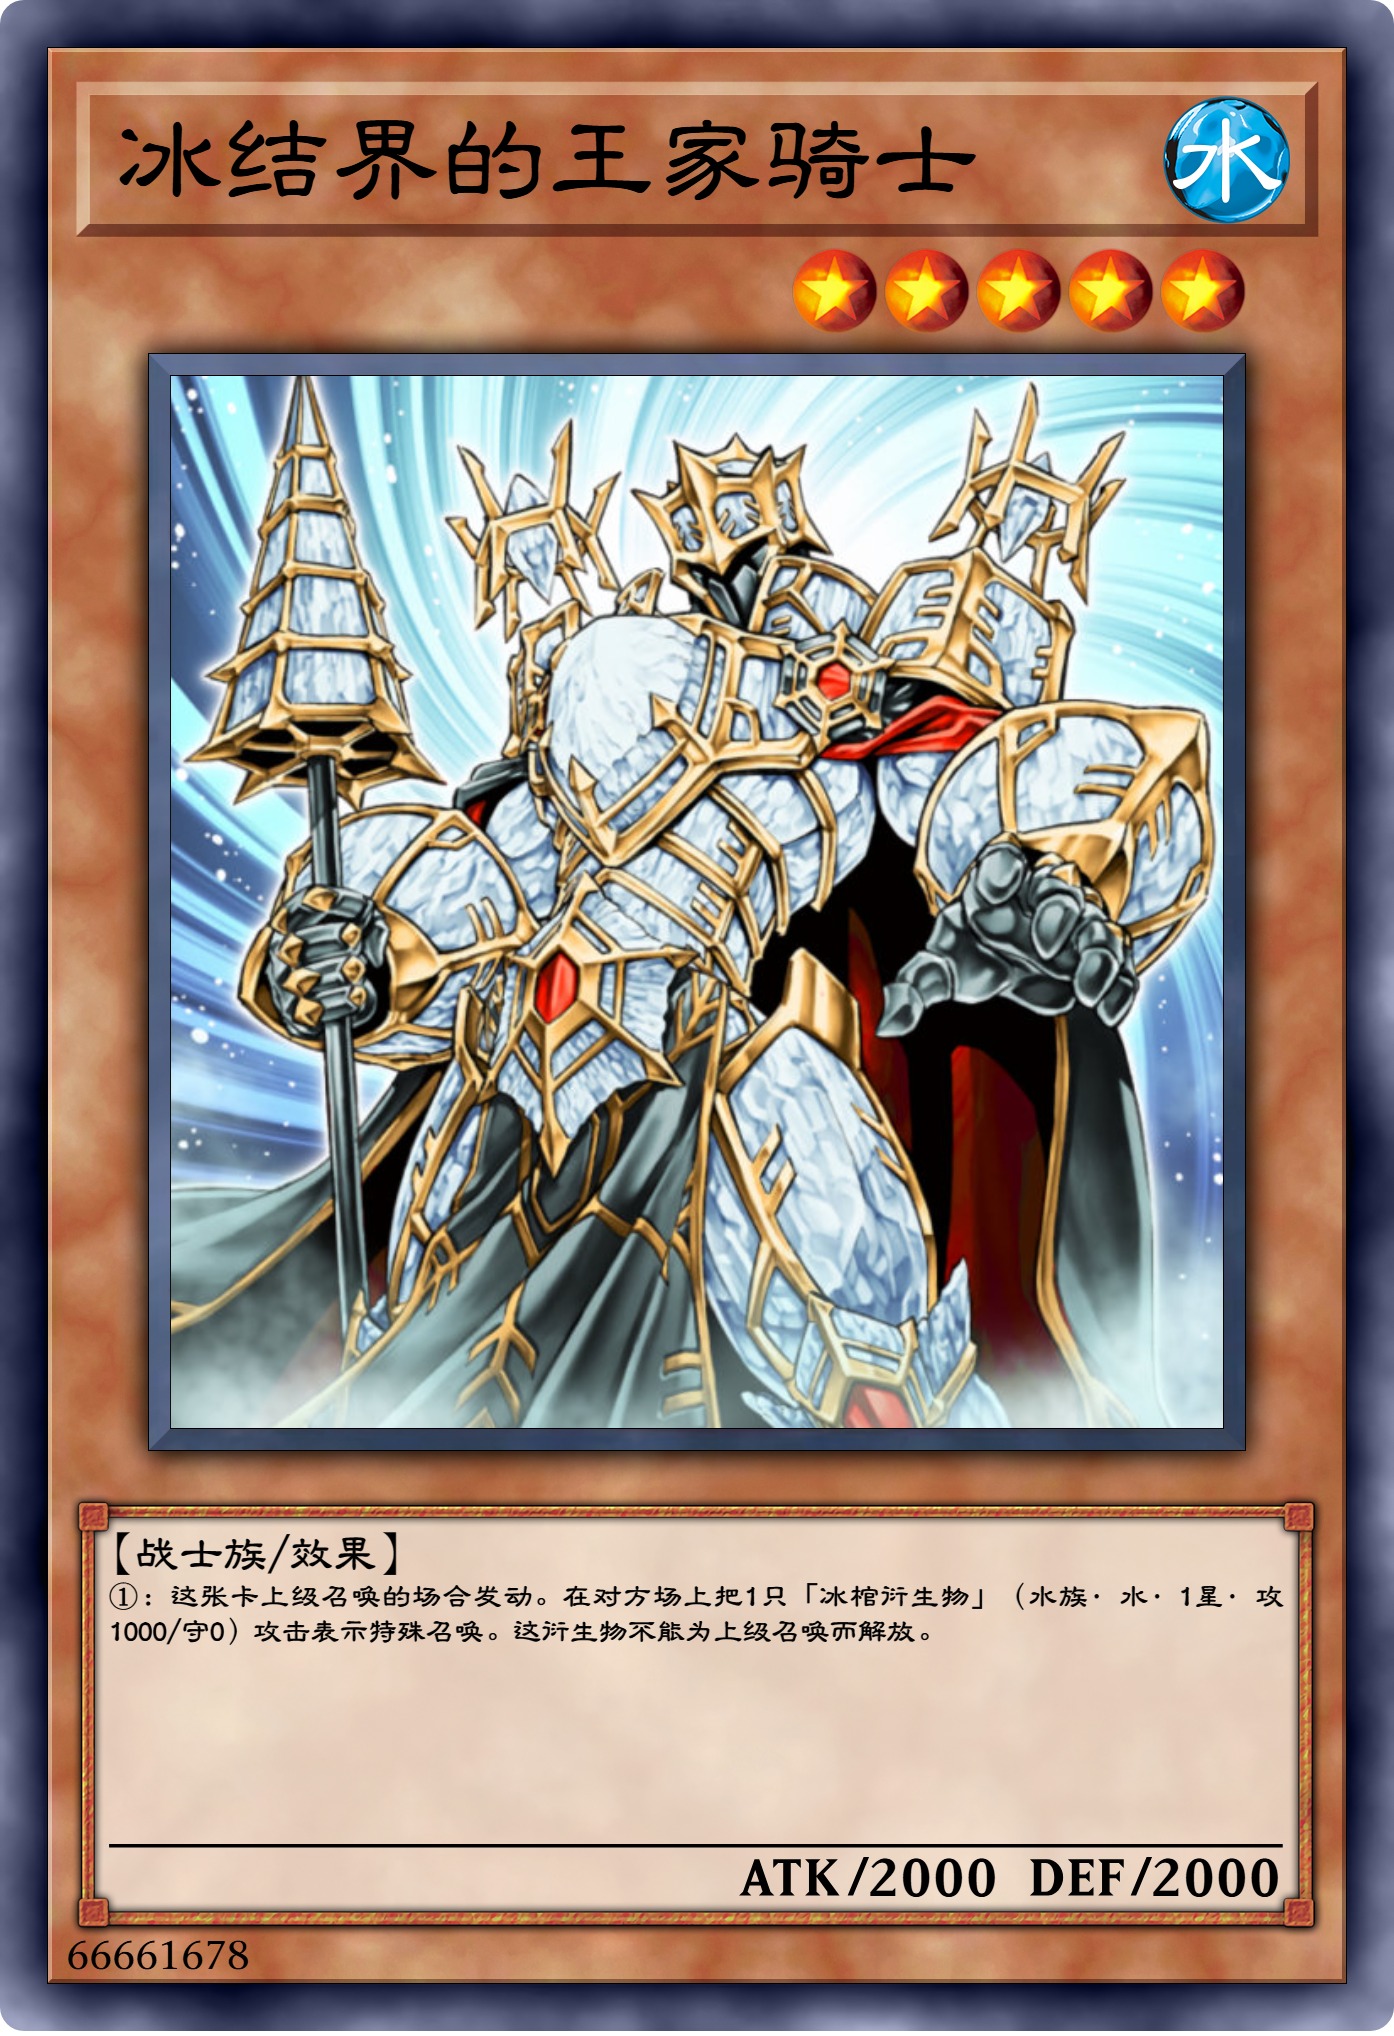 冰结界的王家骑士
水
【战士族/效果】
①：这张卡上级召唤的场合发动。在对方场上把1只「冰棺衍生物」（水族·水·1星·攻
1000/守0）攻击表示特殊召唤。这衍生物不能为上级召唤而解放。
ATK/2000 DEF/2000
66661678